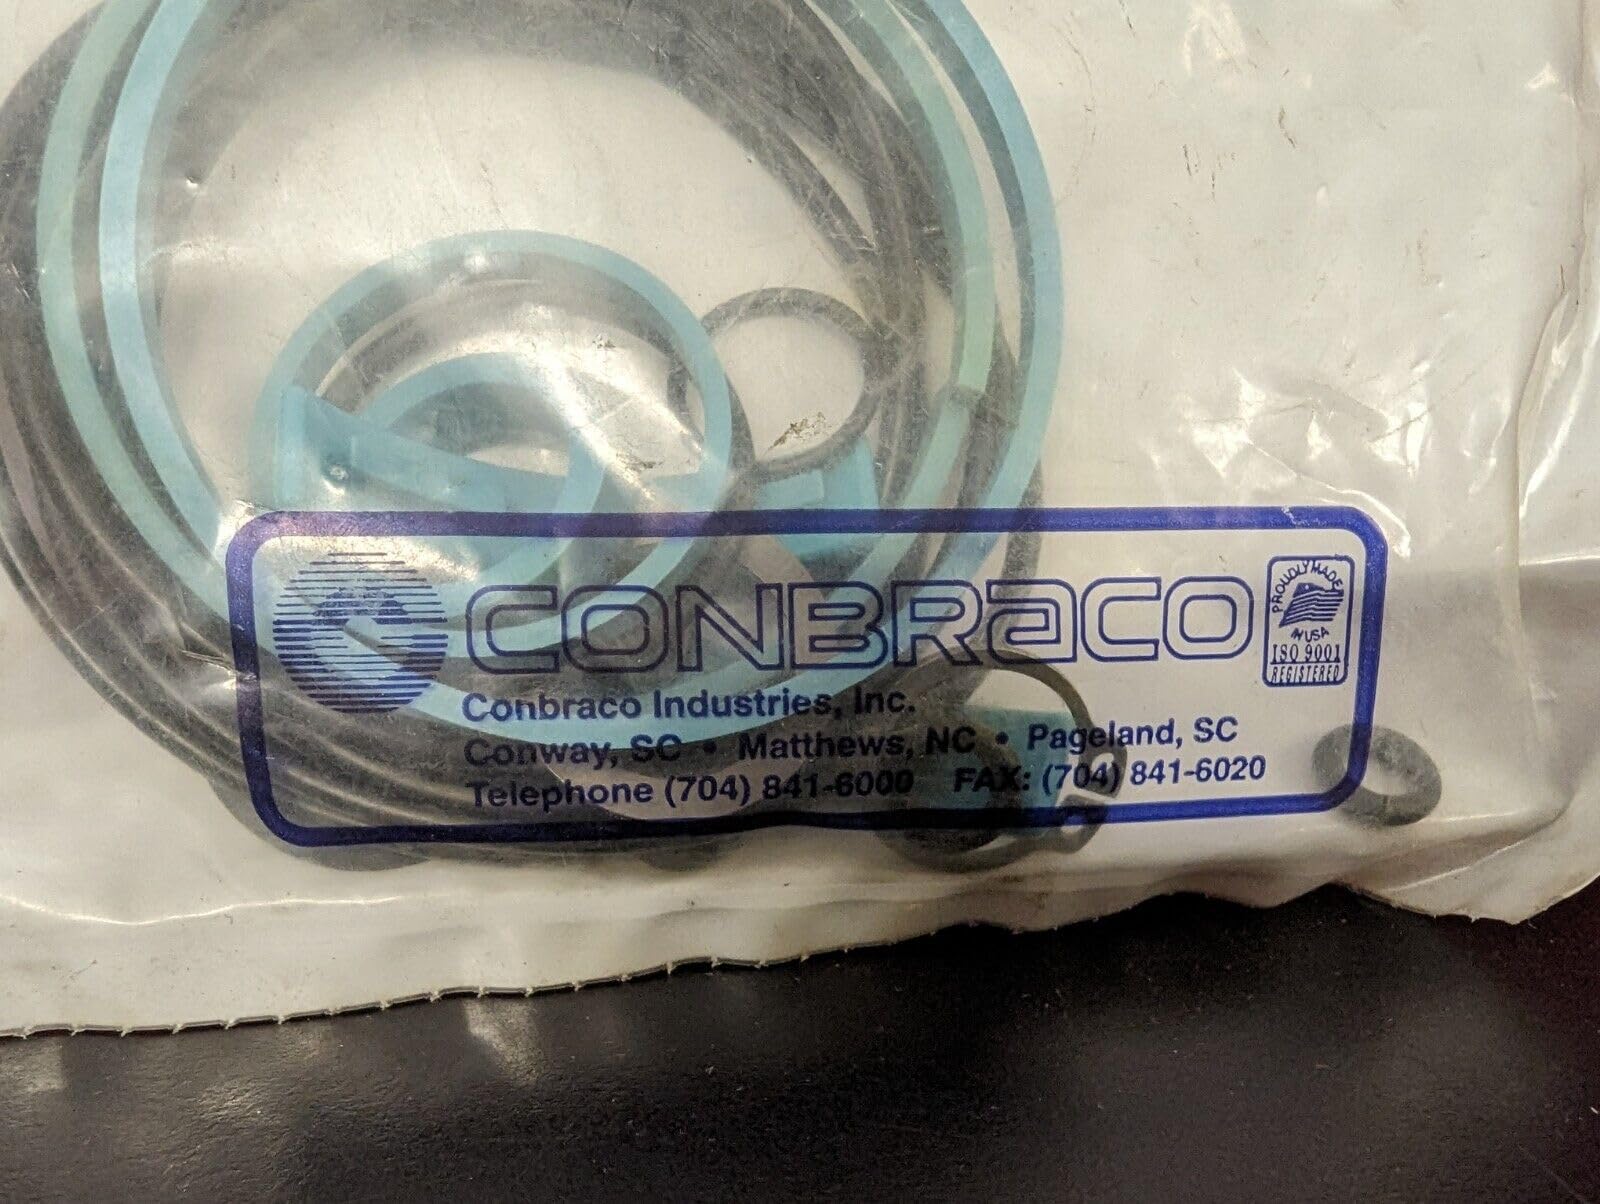 CONBRaCO
PROUDLY MADE
IN USA
ISO 9001
REGISTERED
Conbraco Industries, Inc.
Conway, SC • Matthews, NC • Pageland, SC
Telephone (704) 841-6000 FAX: (704) 841-6020